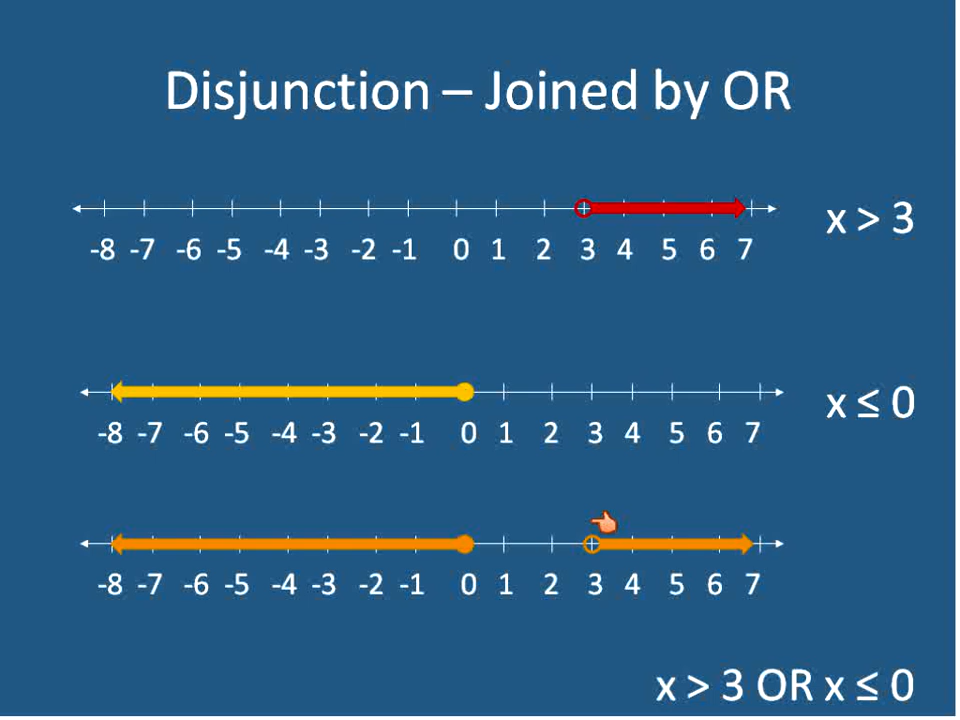 Disjunction – Joined by OR
x > 3
-8 -7 -6 -5 -4 -3 -2 -1 0 1 2 3 4 5 6 7
x ≤ 0
-8 -7 -6 -5 -4 -3 -2 -1 0 1 2 3 4 5 6 7
-8 -7 -6 -5 -4 -3 -2 -1 0 1 2 3 4 5 6 7
x > 3 OR x ≤ 0